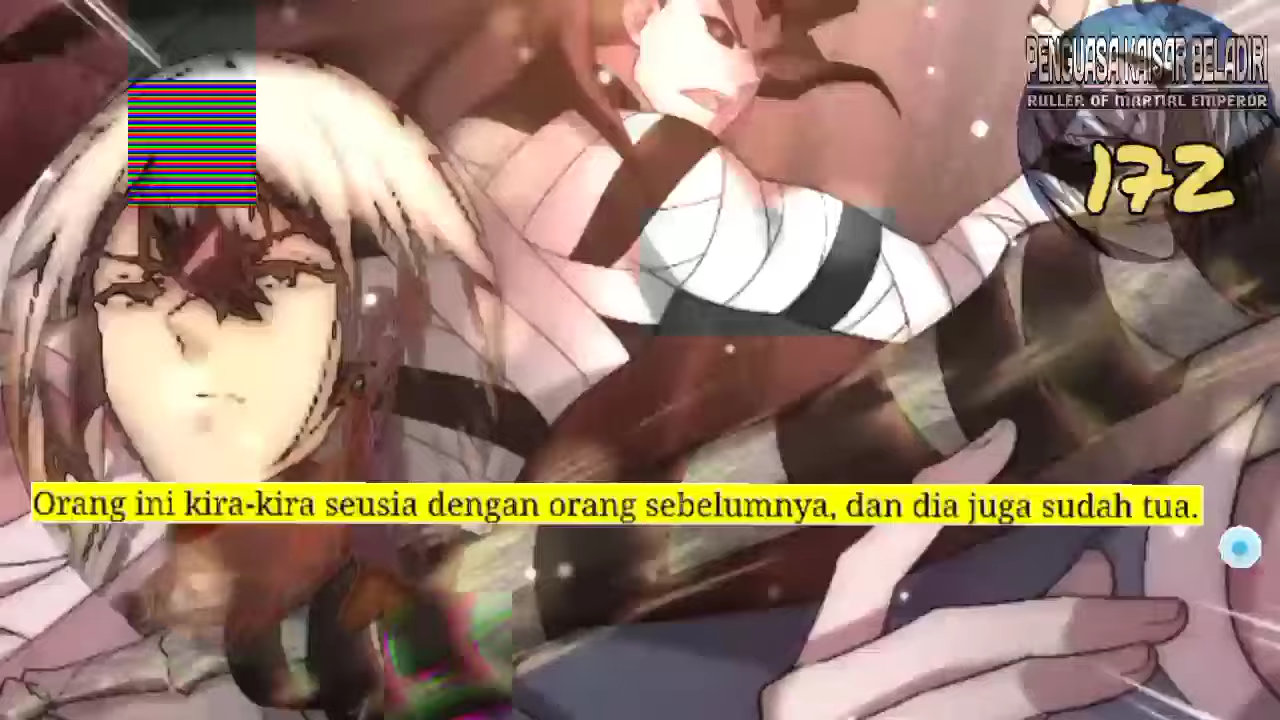 PENGUASA KAISAR BELADIRI
RULLER OF MARTIAL EMPEROR
172
Orang ini kira-kira seusia dengan orang sebelumnya, dan dia juga sudah tua.